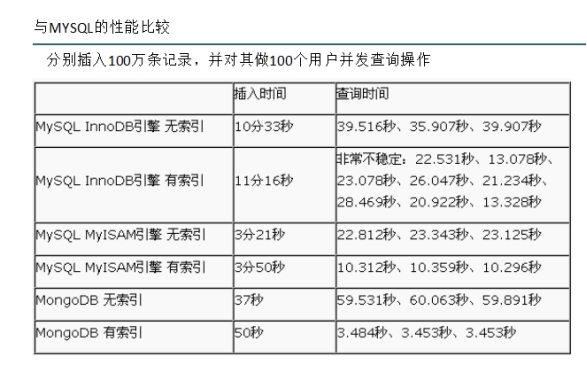 与MYSQL的性能比较
分别插入100万条记录，并对其做100个用户并发查询操作
插入时间 查询时间
MySQL InnoDB引擎 无索引 10分33秒 39.516秒、35.907秒、39.907秒
MySQL InnoDB引擎 有索引 11分16秒 非常不稳定：22.531秒、13.078秒、
23.078秒、26.047秒、21.234秒、
28.469秒、20.922秒、13.328秒
MySQL MyISAM引擎 无索引 3分21秒 22.812秒、23.343秒、23.125秒
MySQL MyISAM引擎 有索引 3分50秒 10.312秒、10.359秒、10.296秒
MongoDB 无索引 37秒 59.531秒、60.063秒、59.891秒
MongoDB 有索引 50秒 3.484秒、3.453秒、3.453秒